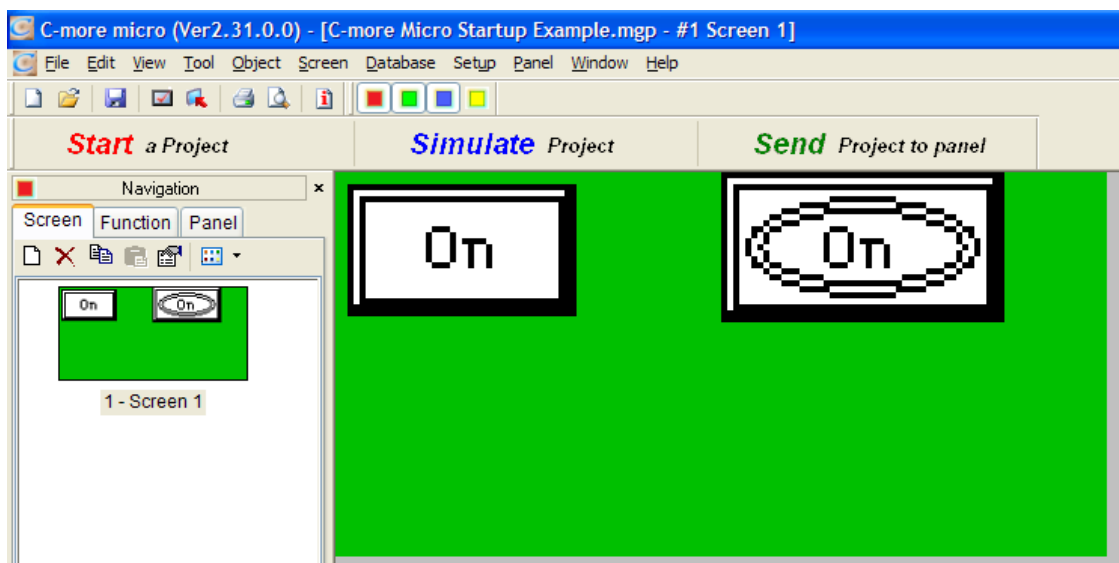 C-more micro (Ver2.31.0.0) - [C-more Micro Startup Example.mgp - #1 Screen 1]
File Edit View Tool Object Screen Database Setup Panel Window Help
Start a Project Simulate Project Send Project to panel
Navigation
Screen Function Panel
On On
On On
1 - Screen 1